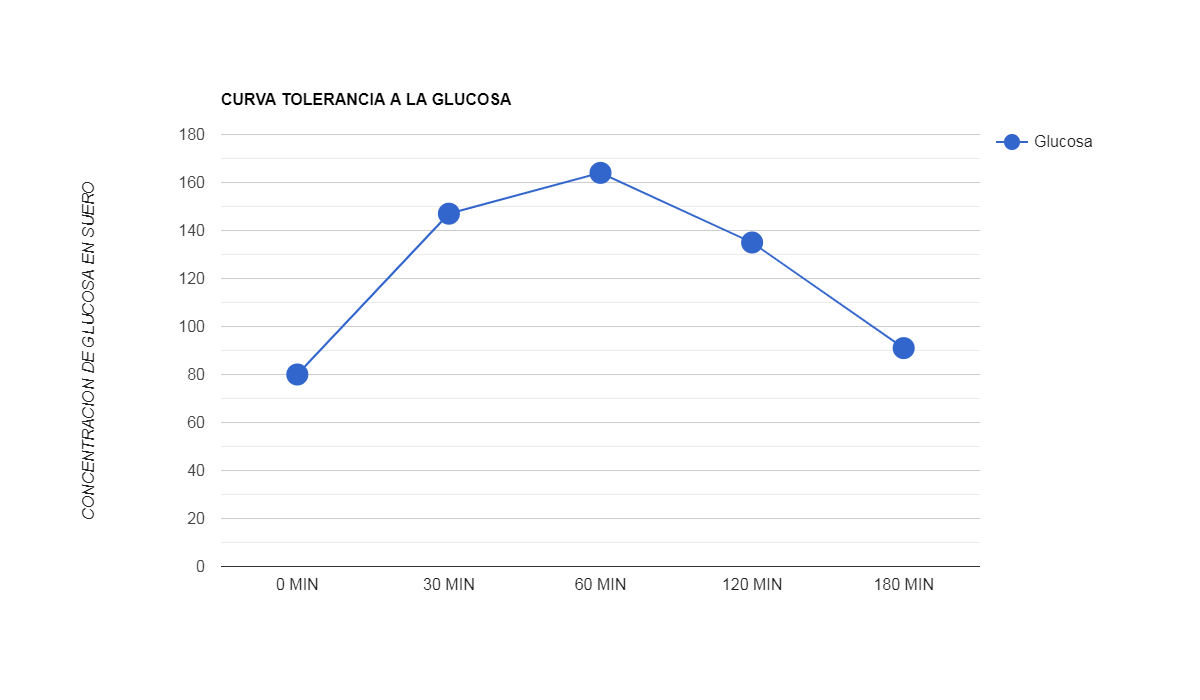 CURVA TOLERANCIA A LA GLUCOSA
CONCENTRACION DE GLUCOSA EN SUERO
180
160
140
120
100
80
60
40
20
0
0 MIN
30 MIN
60 MIN
120 MIN
180 MIN
Glucosa